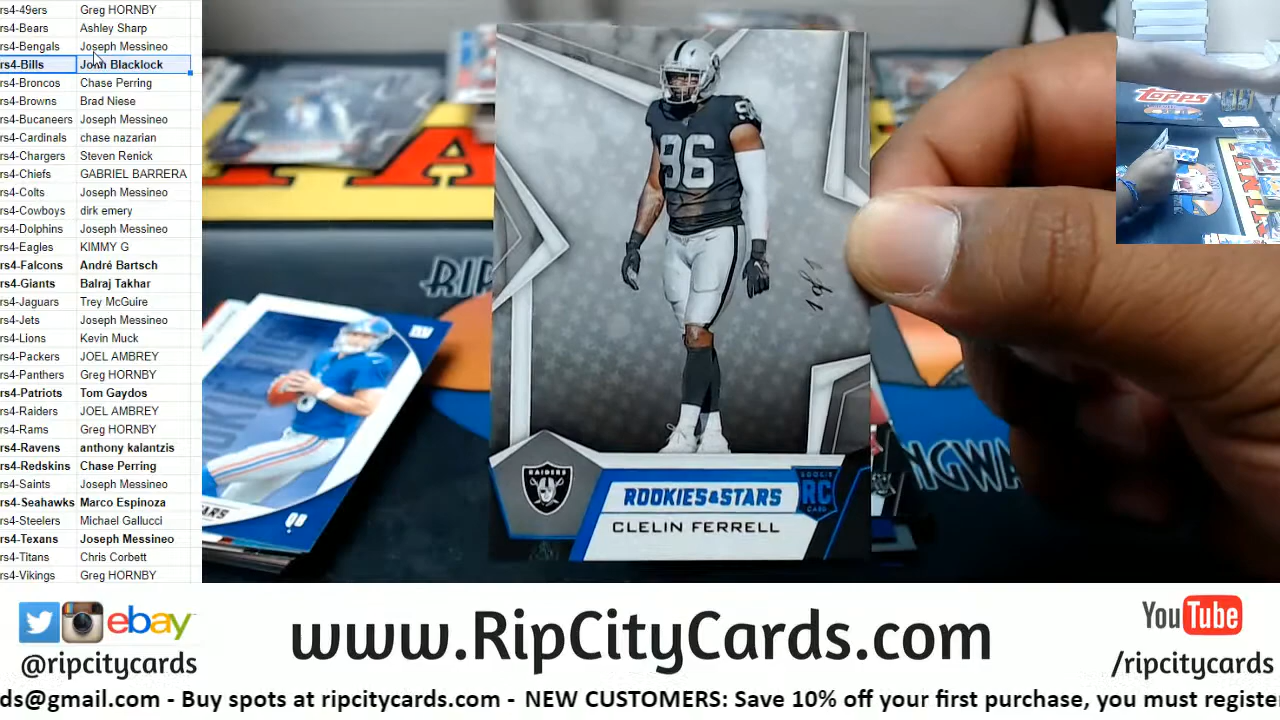 rs4-49ers Greg HORNBY
rs4-Bears Ashley Sharp
rs4-Bengals Joseph Messineo
rs4-Bills John Blacklock
rs4-Broncos Chase Perring
rs4-Browns Brad Niese
rs4-Bucaneers Joseph Messineo
rs4-Cardinals chase nazarian
rs4-Chargers Steven Renick
rs4-Chiefs GABRIEL BARRERA
rs4-Colts Joseph Messineo
rs4-Cowboys dirk emery
rs4-Dolphins Joseph Messineo
rs4-Eagles KIMMY G
rs4-Falcons André Bartsch
rs4-Giants Balraj Takhar
rs4-Jaguars Trey McGuire
rs4-Jets Joseph Messineo
rs4-Lions Kevin Muck
rs4-Packers JOEL AMBREY
rs4-Panthers Greg HORNBY
rs4-Patriots Tom Gaydos
rs4-Raiders JOEL AMBREY
rs4-Rams Greg HORNBY
rs4-Ravens anthony kalantzis
rs4-Redskins Chase Perring
rs4-Saints Joseph Messineo
rs4-Seahawks Marco Espinoza
rs4-Steelers Michael Gallucci
rs4-Texans Joseph Messineo
rs4-Titans Chris Corbett
rs4-Vikings Greg HORNBY
96
96
1 of 1
RAIDERS
ROOKIES & STARS
ROOKIE
RC
CARD
CLELIN FERRELL
RIP
NGWA
topps
ebay
@ripcitycards
www.RipCityCards.com
YouTube
/ripcitycards
ds@gmail.com - Buy spots at ripcitycards.com - NEW CUSTOMERS: Save 10% off your first purchase, you must registe